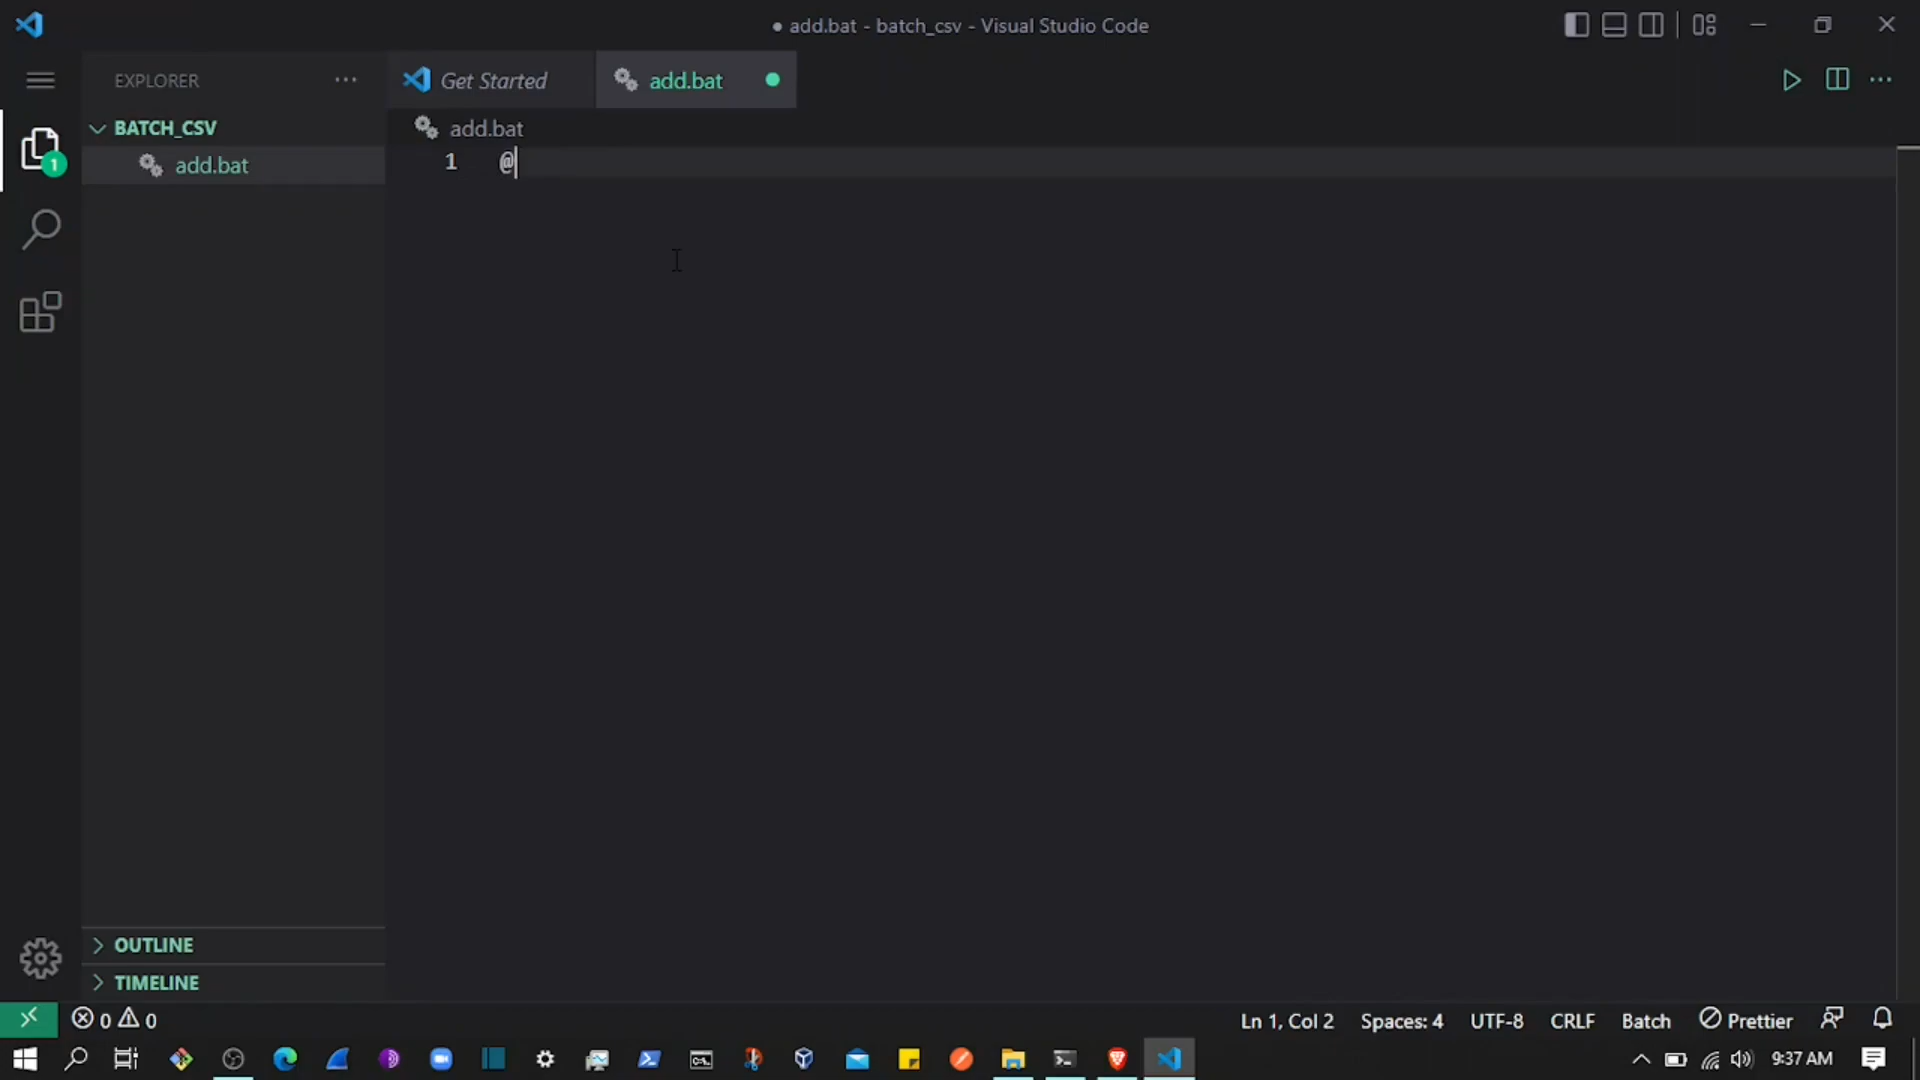 ● add.bat - batch_csv - Visual Studio Code
EXPLORER
Get Started
add.bat
BATCH_CSV
add.bat
add.bat
1 @
OUTLINE
TIMELINE
1
0 0
Ln 1, Col 2
Spaces: 4
UTF-8
CRLF
Batch
Prettier
9:37 AM